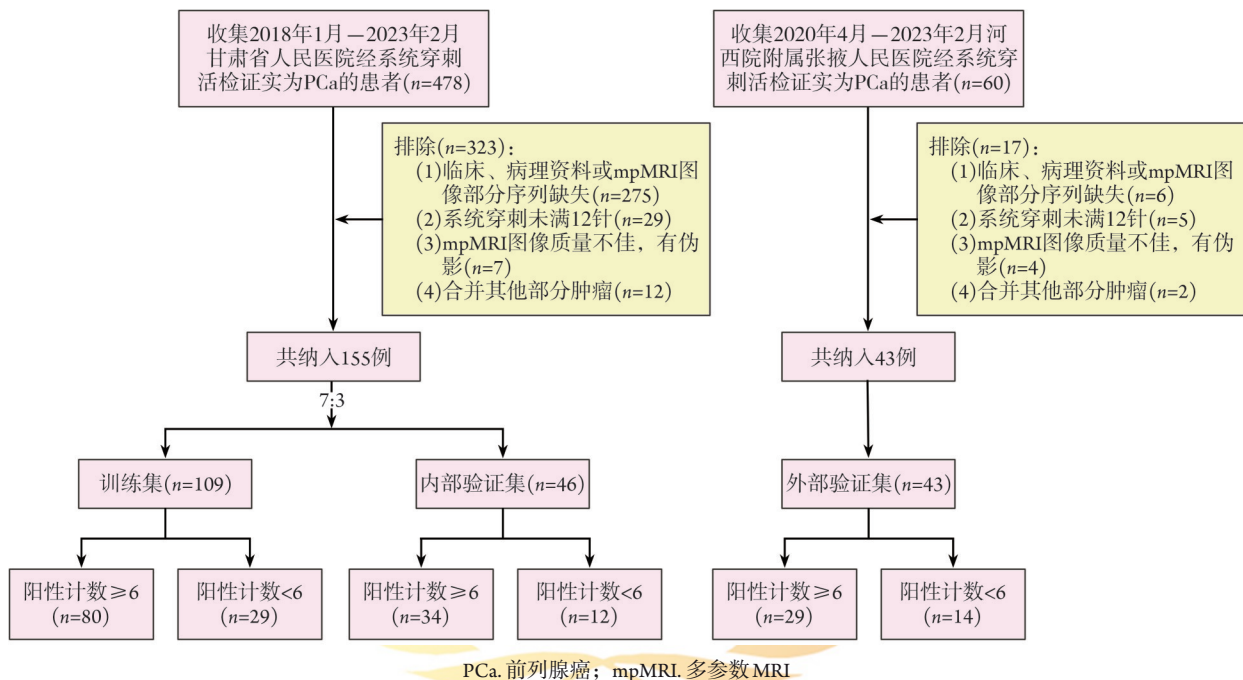 收集2018年1月—2023年2月
甘肃省人民医院经系统穿刺
活检证实为PCa的患者(n=478)
收集2020年4月—2023年2月河
西院附属张掖人民医院经系统穿
刺活检证实为PCa的患者(n=60)
排除(n=323)：
(1)临床、病理资料或mpMRI图
像部分序列缺失(n=275)
(2)系统穿刺未满12针(n=29)
(3)mpMRI图像质量不佳，有伪
影(n=7)
(4)合并其他部分肿瘤(n=12)
排除(n=17)：
(1)临床、病理资料或mpMRI图
像部分序列缺失(n=6)
(2)系统穿刺未满12针(n=5)
(3)mpMRI图像质量不佳，有伪
影(n=4)
(4)合并其他部分肿瘤(n=2)
共纳入155例
共纳入43例
7:3
训练集(n=109)
内部验证集(n=46)
外部验证集(n=43)
阳性计数≥6
(n=80)
阳性计数<6
(n=29)
阳性计数≥6
(n=34)
阳性计数<6
(n=12)
阳性计数≥6
(n=29)
阳性计数<6
(n=14)
PCa. 前列腺癌；mpMRI. 多参数 MRI